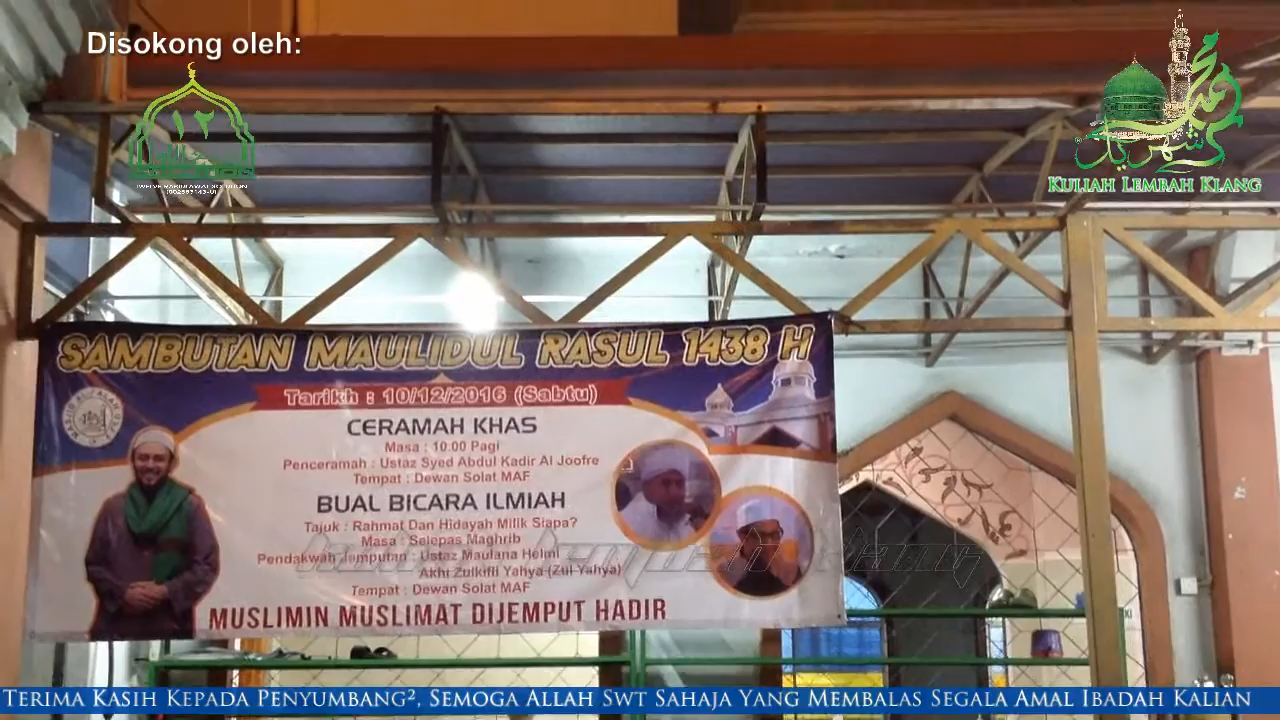 Disokong oleh:
١٢
KULIAH LEMBAH KLANG
SAMBUTAN MAULIDUL RASUL 1438 H
Tarikh : 10/12/2016 (Sabtu)
CERAMAH KHAS
Masa : 10:00 Pagi
Penceramah : Ustaz Syed Abdul Kadir Al Joofre
Tempat : Dewan Solat MAF
BUAL BICARA ILMIAH
Tajuk : Rahmat Dan Hidayah Milik Siapa?
Masa : Selepas Maghrib
Pendakwah Jemputan : Ustaz Maulana Helmi
Akhi Zulkifli Yahya (Zul Yahya)
Tempat : Dewan Solat MAF
MUSLIMIN MUSLIMAT DIJEMPUT HADIR
TERIMA KASIH KEPADA PENYUMBANG², SEMOGA ALLAH SWT SAHAJA YANG MEMBALAS SEGALA AMAL IBADAH KALIAN